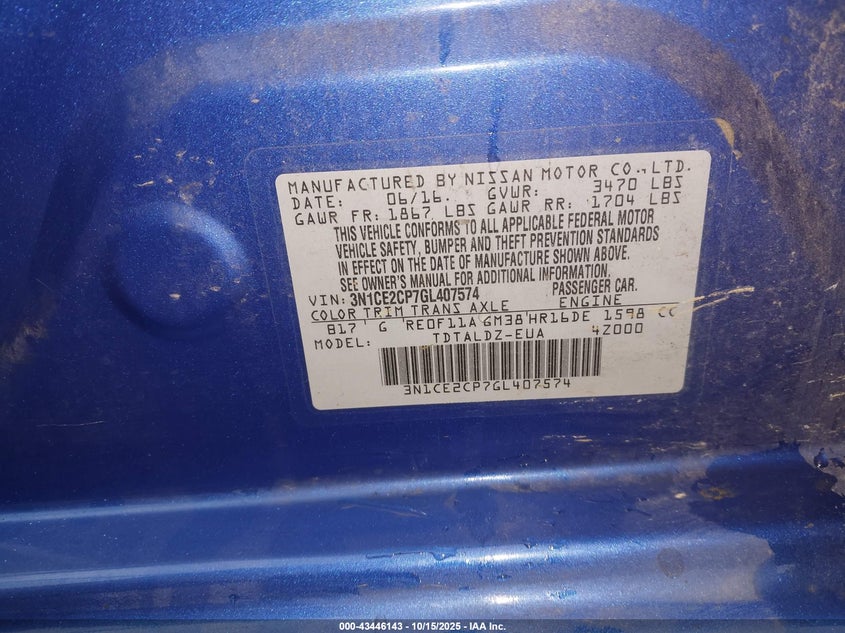 MANUFACTURED BY NISSAN MOTOR CO.,LTD.
DATE: 06/16. GVWR: 3470 LBS
GAWR FR: 1867 LBS GAWR RR: 1704 LBS
THIS VEHICLE CONFORMS TO ALL APPLICABLE FEDERAL MOTOR
VEHICLE SAFETY, BUMPER AND THEFT PREVENTION STANDARDS
IN EFFECT ON THE DATE OF MANUFACTURE SHOWN ABOVE.
SEE OWNER'S MANUAL FOR ADDITIONAL INFORMATION.
VIN: 3N1CE2CP7GL407574 PASSENGER CAR.
COLOR TRIM TRANS AXLE ENGINE
B17' G 'RE0F11A GM38'HR16DE 1598 CC
MODEL: TDTALDZ-EUA 4Z000
3N1CE2CP7GL407574
000-43446143 - 10/15/2025 - IAA Inc.